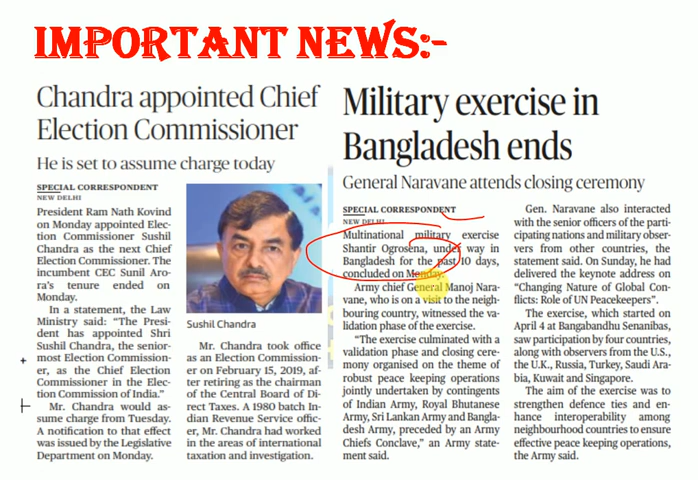 IMPORTANT NEWS:-
Chandra appointed Chief
Election Commissioner
He is set to assume charge today
SPECIAL CORRESPONDENT
NEW DELHI
President Ram Nath Kovind
on Monday appointed Elec-
tion Commissioner Sushil
Chandra as the next Chief
Election Commissioner. The
incumbent CEC Sunil Aro-
ra's tenure ended on
Monday.
In a statement, the Law
Ministry said: “The Presi-
dent has appointed Shri
Sushil Chandra, the senior-
most Election Commission-
er, as the Chief Election
Commissioner in the Elec-
tion Commission of India.”
Mr. Chandra would as-
sume charge from Tuesday.
A notification to that effect
was issued by the Legislative
Department on Monday.
Sushil Chandra
Mr. Chandra took office
as an Election Commission-
er on February 15, 2019, af-
ter retiring as the chairman
of the Central Board of Di-
rect Taxes. A 1980 batch In-
dian Revenue Service offic-
er, Mr. Chandra had worked
in the areas of international
taxation and investigation.
Military exercise in
Bangladesh ends
General Naravane attends closing ceremony
SPECIAL CORRESPONDENT
NEW DELHI
Multinational military exercise
Shantir Ogrosena, under way in
Bangladesh for the past 10 days,
concluded on Monday.
Army chief General Manoj Nara-
vane, who is on a visit to the neigh-
bouring country, witnessed the va-
lidation phase of the exercise.
“The exercise culminated with a
validation phase and closing cere-
mony organised on the theme of
robust peace keeping operations
jointly undertaken by contingents
of Indian Army, Royal Bhutanese
Army, Sri Lankan Army and Bangla-
desh Army, preceded by an Army
Chiefs Conclave,” an Army state-
ment said.
Gen. Naravane also interacted
with the senior officers of the parti-
cipating nations and military obser-
vers from other countries, the
statement said. On Sunday, he had
delivered the keynote address on
“Changing Nature of Global Con-
flicts: Role of UN Peacekeepers”.
The exercise, which started on
April 4 at Bangabandhu Senanibas,
saw participation by four countries,
along with observers from the U.S.,
the U.K., Russia, Turkey, Saudi Ara-
bia, Kuwait and Singapore.
The aim of the exercise was to
strengthen defence ties and en-
hance interoperability among
neighbourhood countries to ensure
effective peace keeping operations,
the Army said.